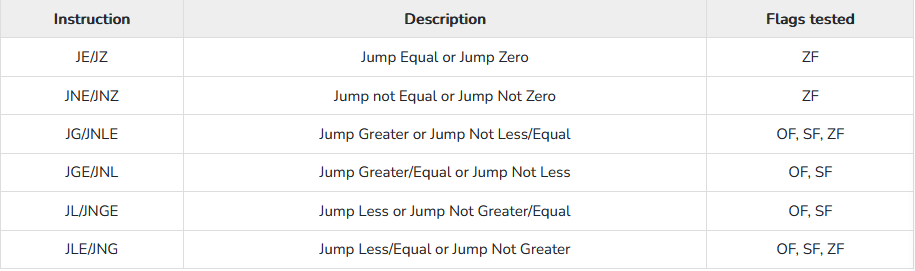 Instruction Description Flags tested
JE/JZ Jump Equal or Jump Zero ZF
JNE/JNZ Jump not Equal or Jump Not Zero ZF
JG/JNLE Jump Greater or Jump Not Less/Equal OF, SF, ZF
JGE/JNL Jump Greater/Equal or Jump Not Less OF, SF
JL/JNGE Jump Less or Jump Not Greater/Equal OF, SF
JLE/JNG Jump Less/Equal or Jump Not Greater OF, SF, ZF